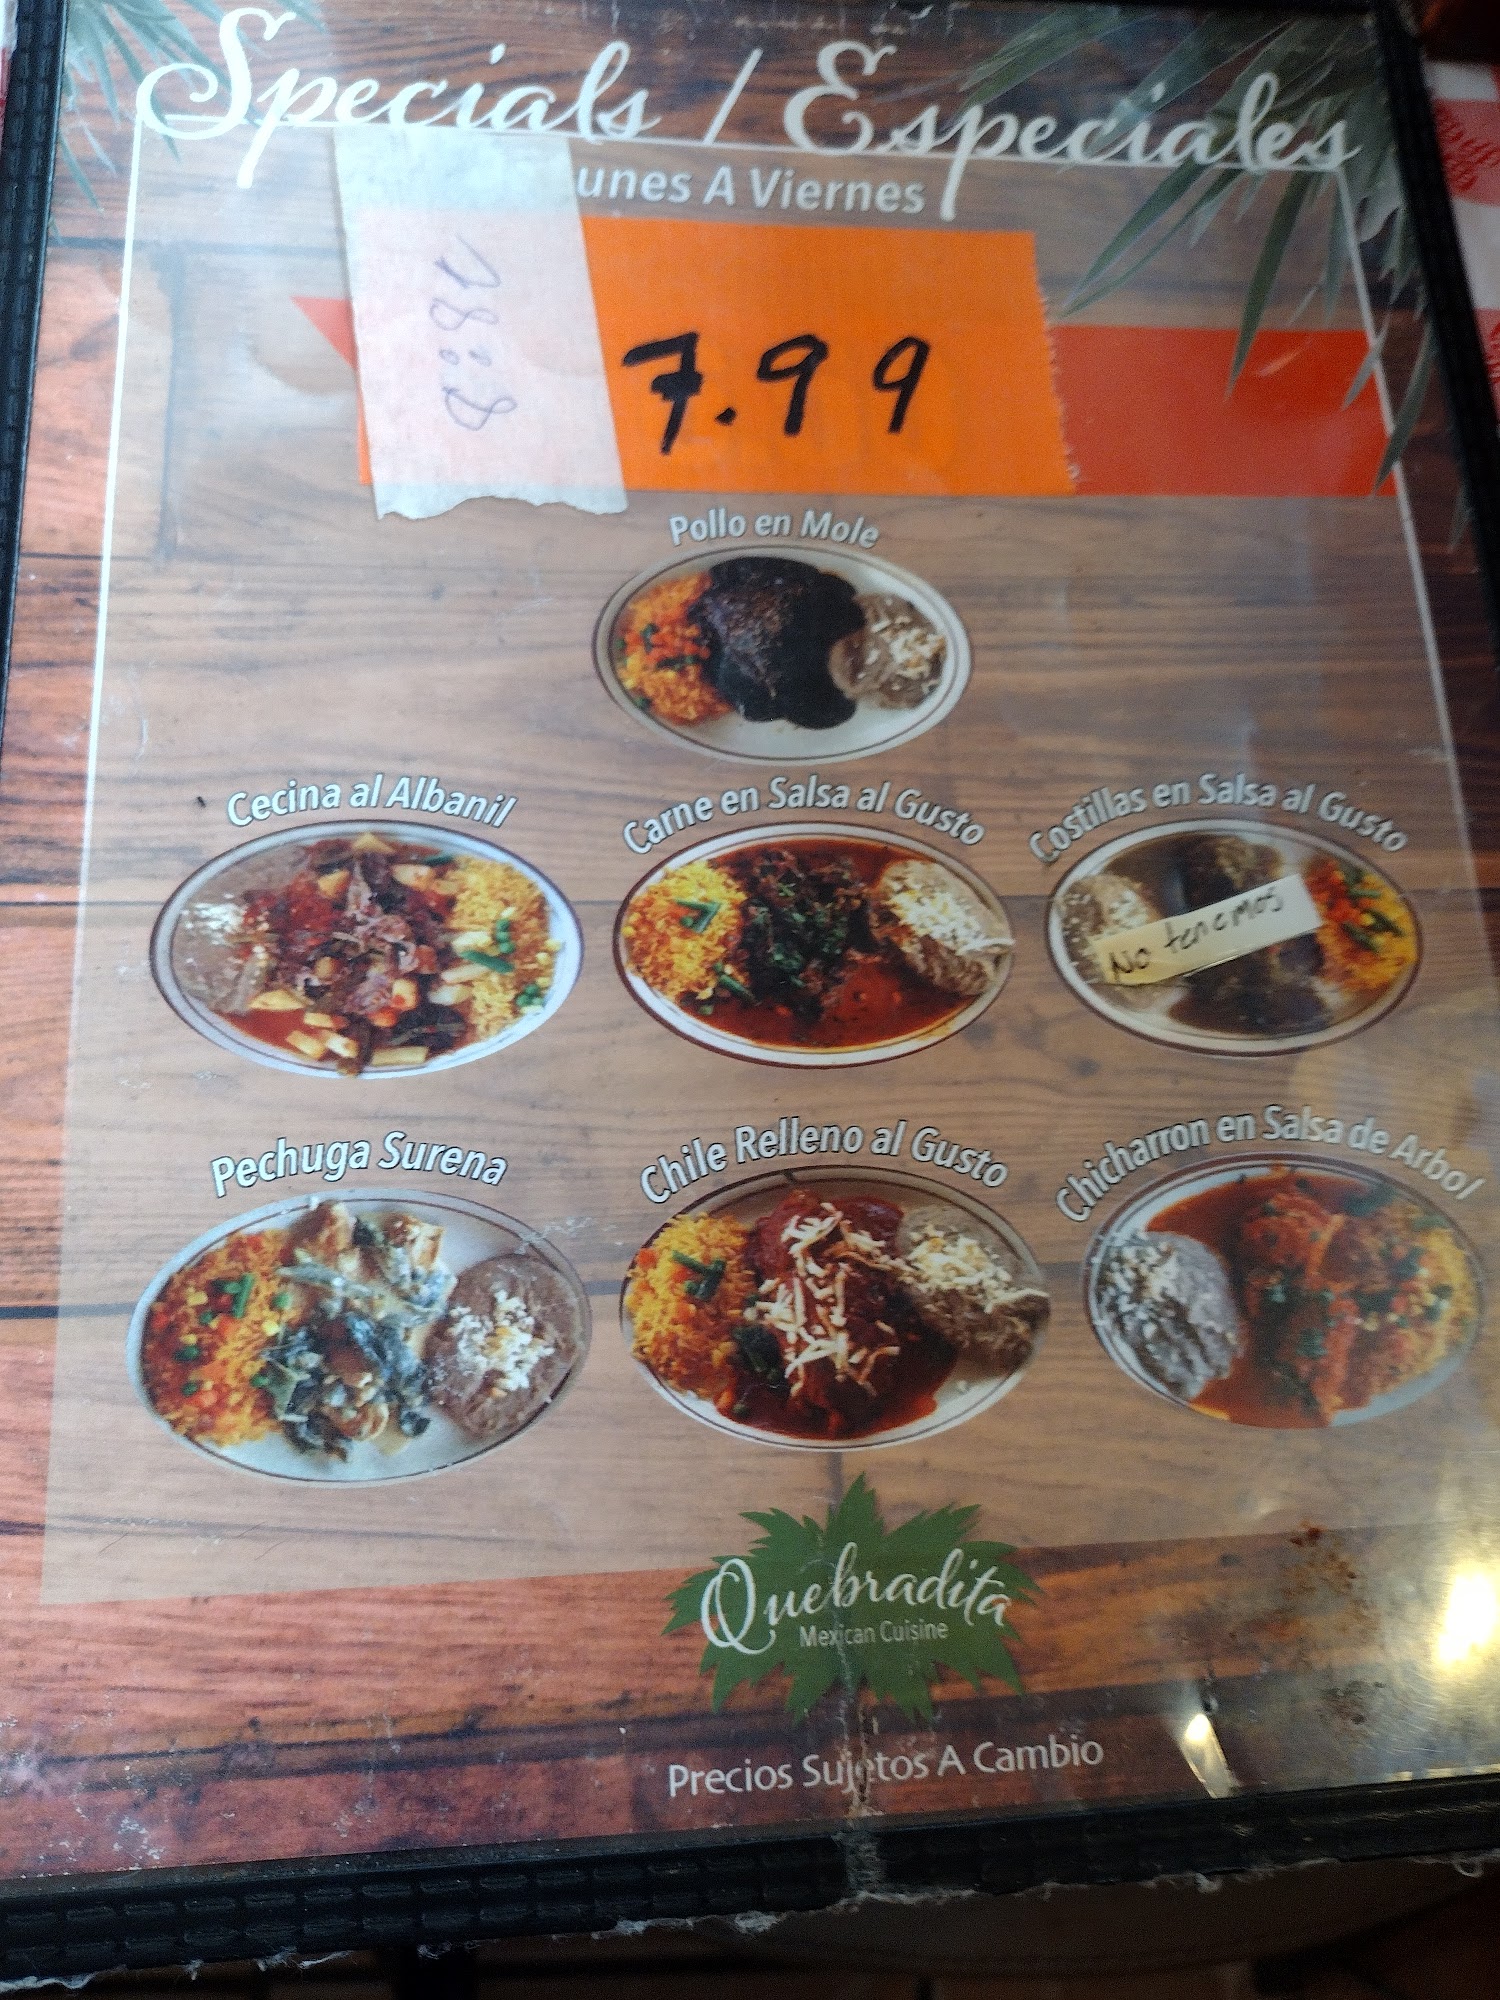 Specials / Especiales
unes A Viernes
7.99
Pollo en Mole
Cecina al Albanil
Carne en Salsa al Gusto
Costillas en Salsa al Gusto
No tenemos
Pechuga Surena
Chile Relleno al Gusto
Chicharron en Salsa de Arbol
Quebradita
Mexican Cuisine
Precios Sujetos A Cambio